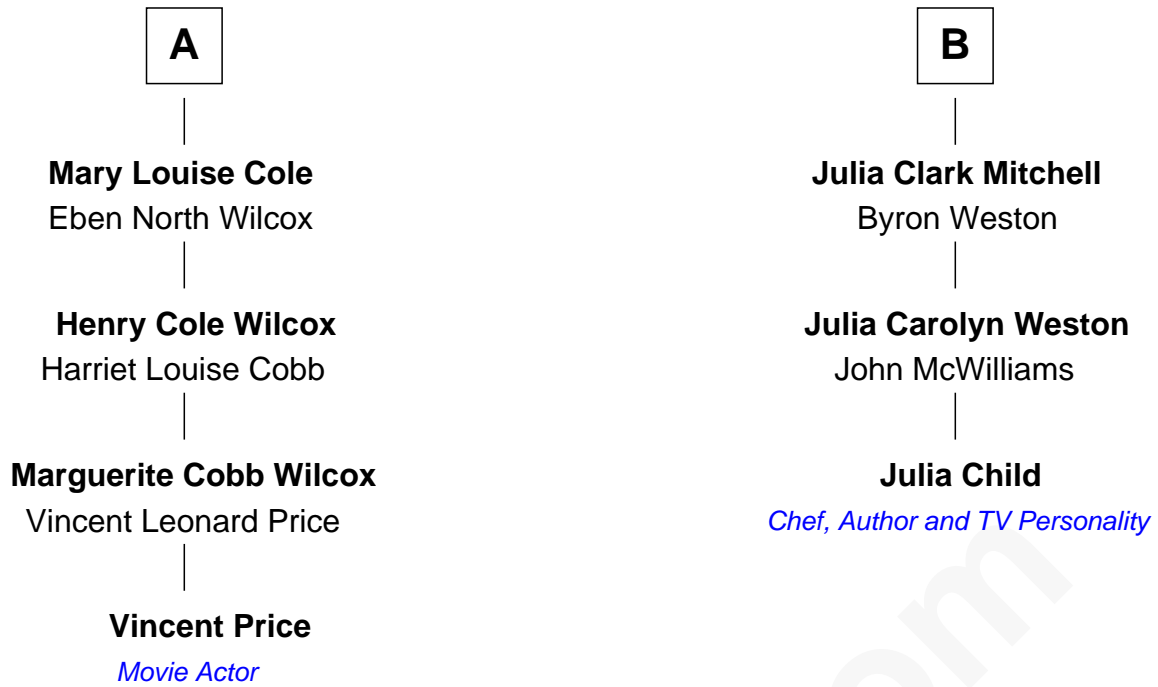 A
Mary Louise Cole
Eben North Wilcox
Henry Cole Wilcox
Harriet Louise Cobb
Marguerite Cobb Wilcox
Vincent Leonard Price
Vincent Price
Movie Actor
B
Julia Clark Mitchell
Byron Weston
Julia Carolyn Weston
John McWilliams
Julia Child
Chef, Author and TV Personality
om